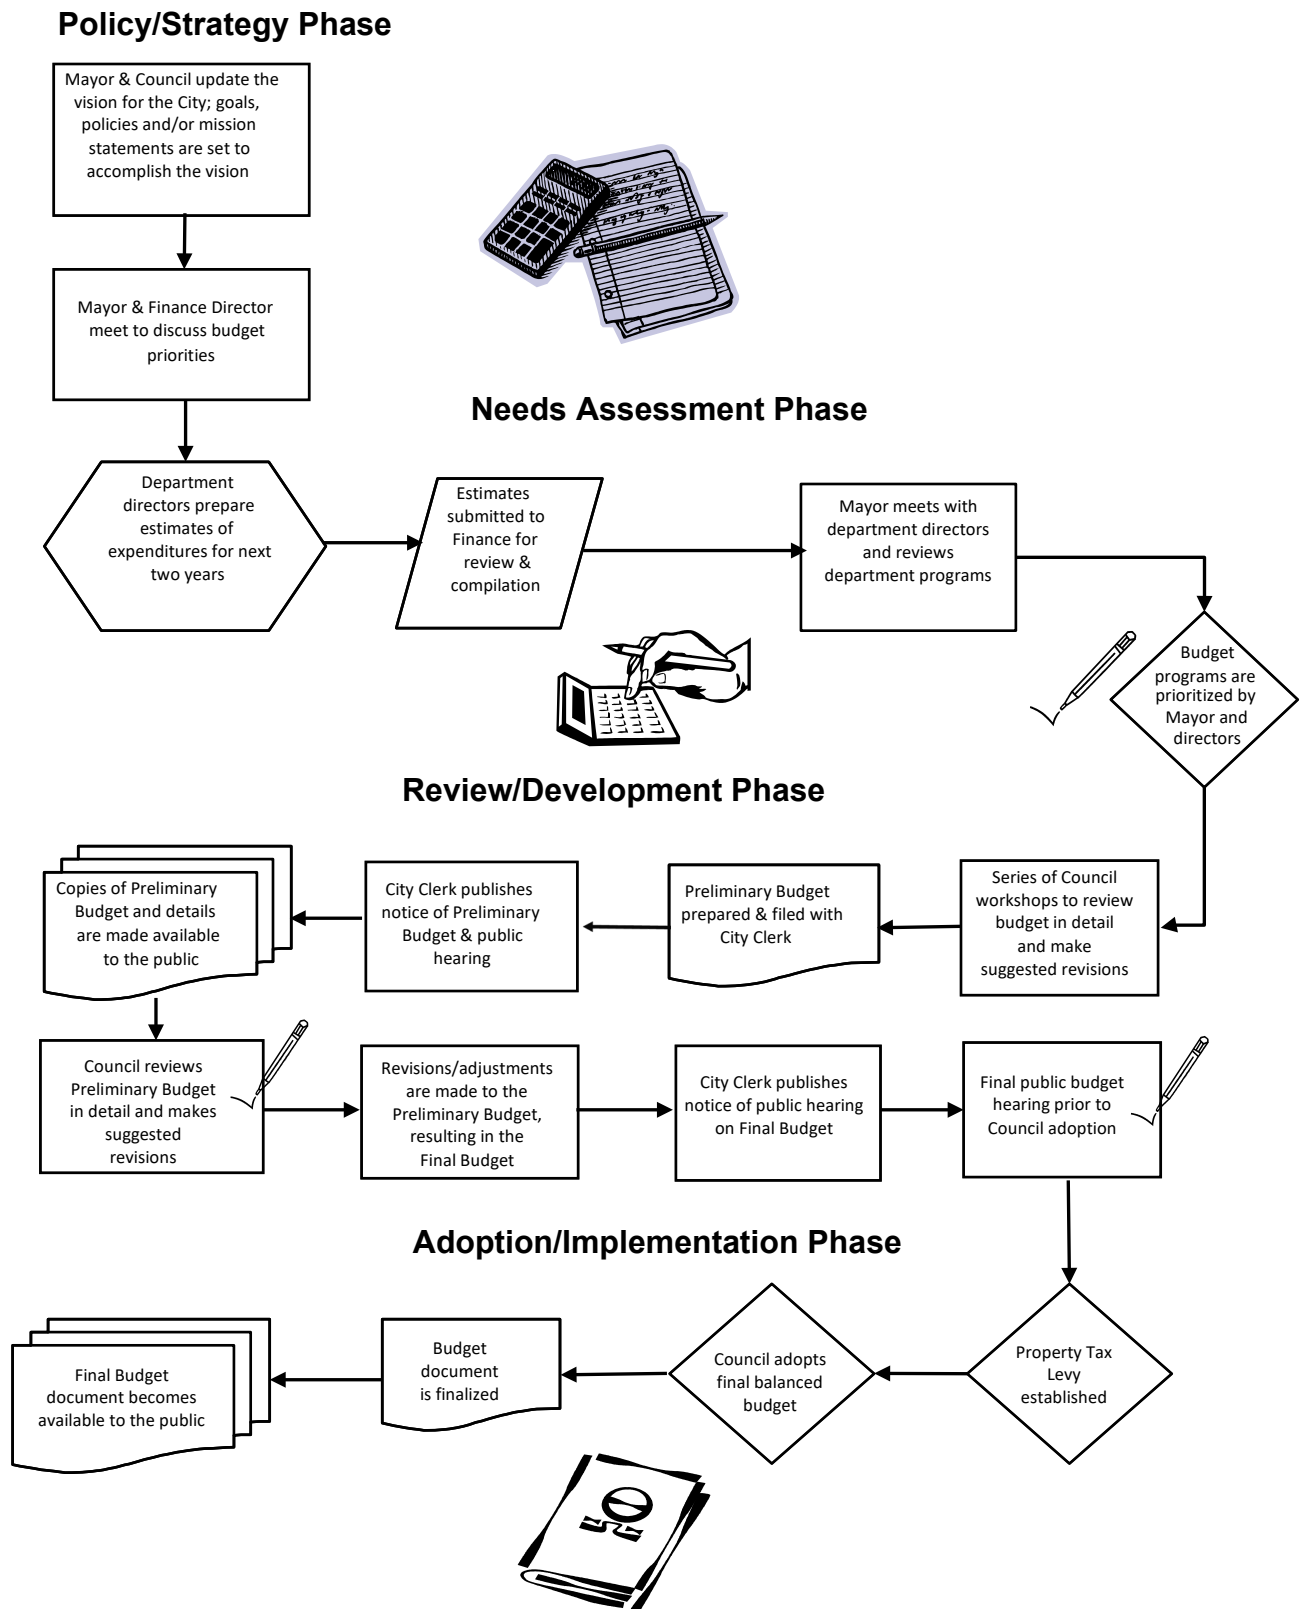 Policy/Strategy Phase
Mayor & Council update the
vision for the City; goals,
policies and/or mission
statements are set to
accomplish the vision
Mayor & Finance Director
meet to discuss budget
priorities
Needs Assessment Phase
Department
directors prepare
estimates of
expenditures for next
two years
Estimates
submitted to
Finance for
review &
compilation
Mayor meets with
department directors
and reviews
department programs
Budget
programs are
prioritized by
Mayor and
directors
Review/Development Phase
Series of Council
workshops to review
budget in detail
and make
suggested revisions
Preliminary Budget
prepared & filed with
City Clerk
City Clerk publishes
notice of Preliminary
Budget & public
hearing
Copies of Preliminary
Budget and details
are made available
to the public
Council reviews
Preliminary Budget
in detail and makes
suggested
revisions
Revisions/adjustments
are made to the
Preliminary Budget,
resulting in the
Final Budget
City Clerk publishes
notice of public hearing
on Final Budget
Final public budget
hearing prior to
Council adoption
Adoption/Implementation Phase
Property Tax
Levy
established
Council adopts
final balanced
budget
Budget
document
is finalized
Final Budget
document becomes
available to the public